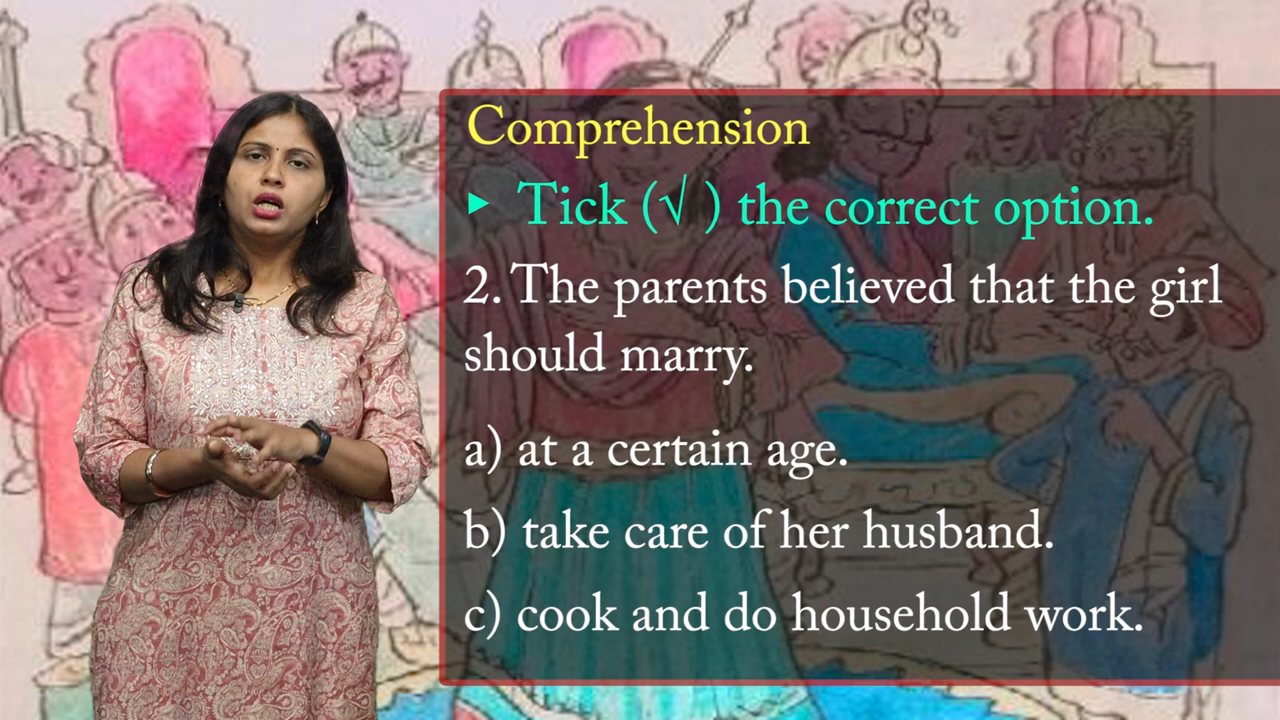 Comprehension
▶ Tick (√ ) the correct option.
2. The parents believed that the girl
should marry.
a) at a certain age.
b) take care of her husband.
c) cook and do household work.